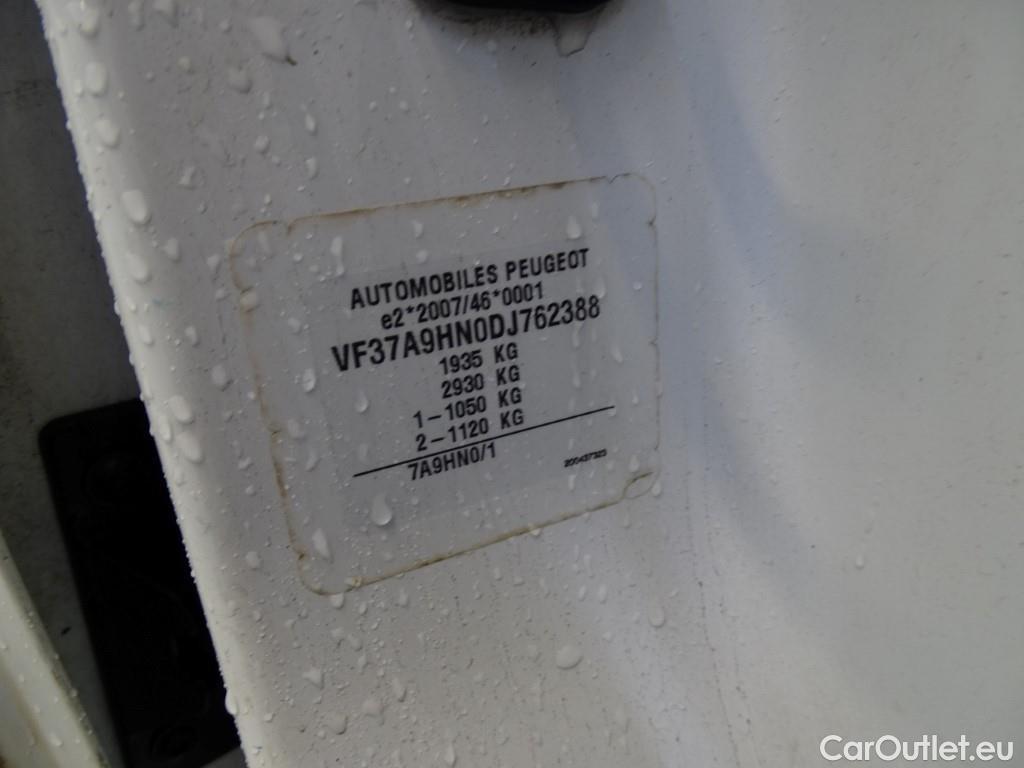 AUTOMOBILES PEUGEOT
e2*2007/46*0001
VF37A9HN0DJ762388
1935 KG
2930 KG
1-1050 KG
2-1120 KG
7A9HN0/1
200437323
CarOutlet.eu